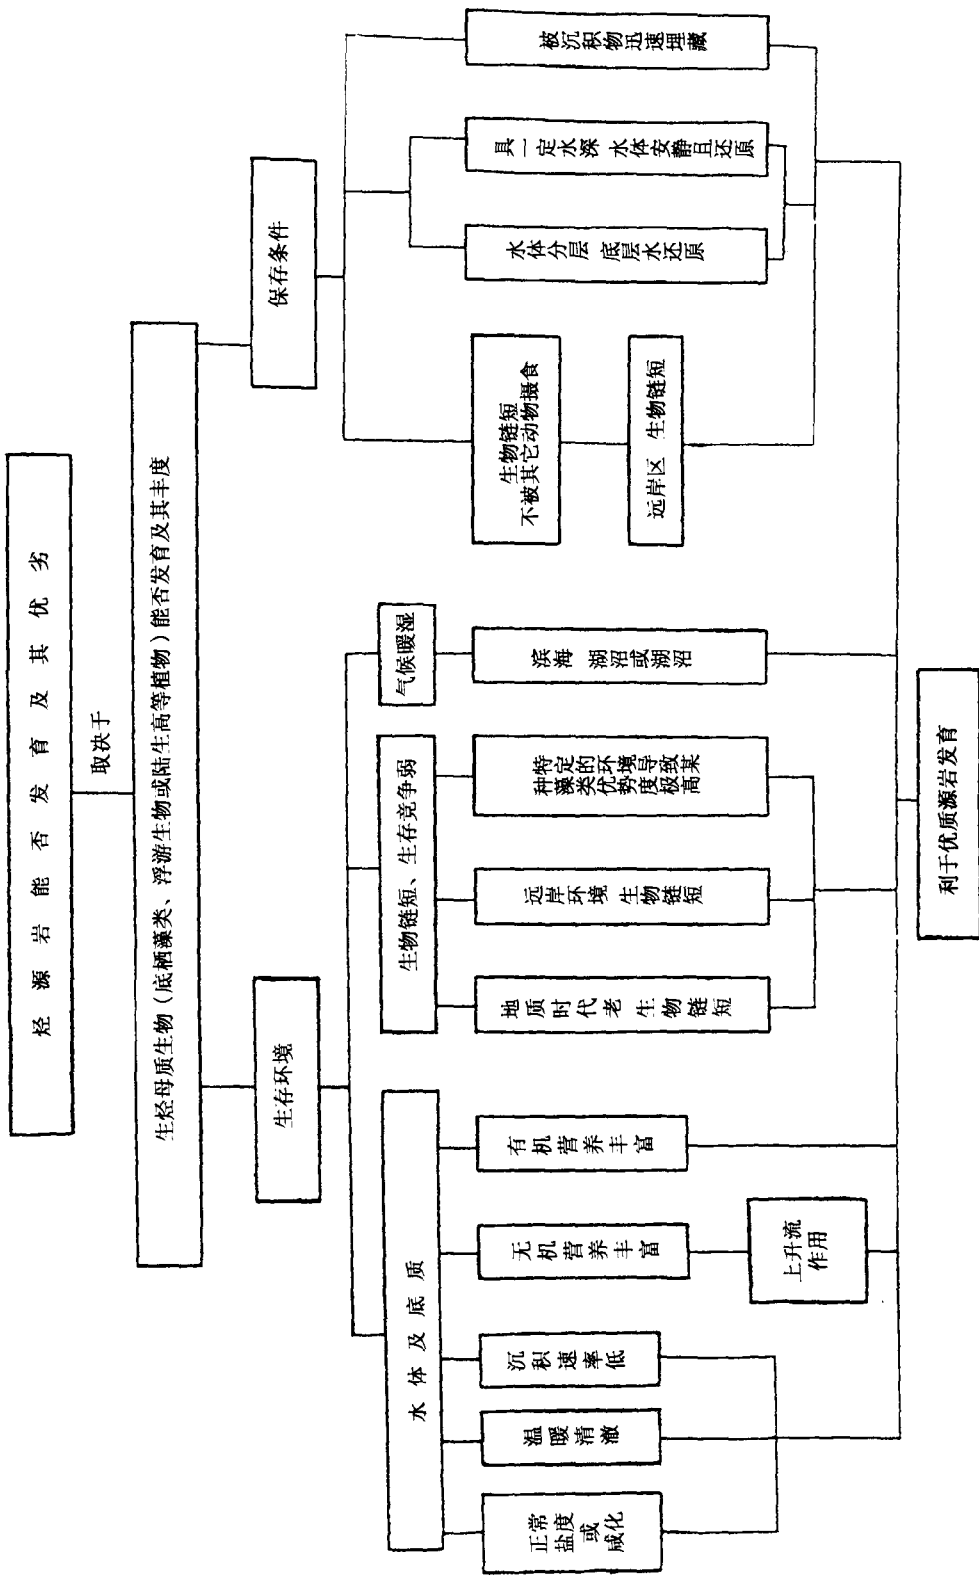 烃源岩能否发育及其优劣
取决于
生烃母质生物(底栖藻类、浮游生物或陆生高等植物)能否发育及其丰度
生存环境
保存条件
水体及底质
生物链短、生存竞争弱
气候暖湿
正常
盐度
或
咸化
温暖清澈
沉积速率低
无机营养丰富
有机营养丰富
上升流
作用
地质时代老 生物链短
远岸环境 生物链短
种特定的环境导致某
种藻类优势度极高
滨海 湖沼或湖沼
生物链短
不被其它动物摄食
远岸区 生物链短
水体分层 底层水还原
具一定水深 水体安静且还原
被沉积物迅速埋藏
利于优质源岩发育